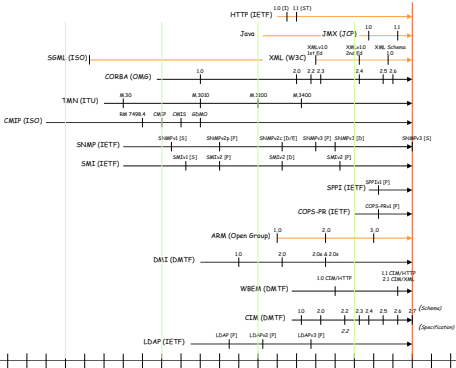 1.0 (I) 1.1 (ST)
HTTP (IETF)
1.0 1.1
Java JMX (JCP)
XMLv1.0 XMLv1.0 XML Schema
1st Ed 2nd Ed 1.0
SGML (ISO) XML (W3C)
1.0 2.0 2.2 2.3 2.4 2.5 2.6
CORBA (OMG)
M.30 M.3010 M.3100 M.3400
TMN (ITU)
RM 7498.4 CMIP CMIS GDMO
CMIP (ISO)
SNMPv1 [S] SNMPv2p [P] SNMPv2c [D/E] SNMPv3 [P] SNMPv3 [D] SNMPv3 [S]
SNMP (IETF)
SMIv1 [S] SMIv2 [P] SMIv2 [D] SMIv2 [P]
SMI (IETF)
SPPIv1 [P]
SPPI (IETF)
COPS-PRv1 [P]
COPS-PR (IETF)
1.0 2.0 3.0
ARM (Open Group)
1.0 2.0 2.0s & 2.0s
DMI (DMTF)
1.1 CIM/HTTP
1.0 CIM/HTTP 2.1 CIM/XML
WBEM (DMTF)
(Schema)
1.0 2.0 2.2 2.3 2.4 2.5 2.6 2.7
CIM (DMTF)
2.2 (Specification)
LDAP [P] LDAPv2 [P] LDAPv3 [P]
LDAP (IETF)